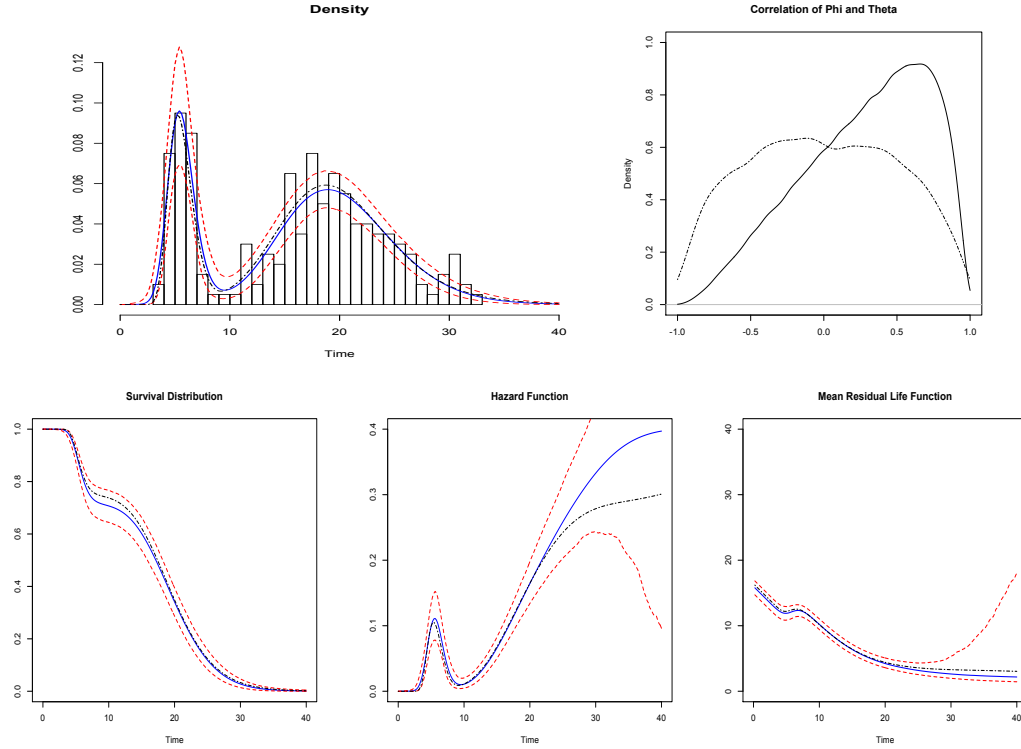 Density
0.00 0.02 0.04 0.06 0.08 0.10 0.12
0 10 20 30 40
Time
Correlation of Phi and Theta
Density
0.0 0.2 0.4 0.6 0.8 1.0
-1.0 -0.5 0.0 0.5 1.0
Survival Distribution
0.0 0.2 0.4 0.6 0.8 1.0
0 10 20 30 40
Time
Hazard Function
0.0 0.1 0.2 0.3 0.4
0 10 20 30 40
Time
Mean Residual Life Function
0 10 20 30 40
0 10 20 30 40
Time